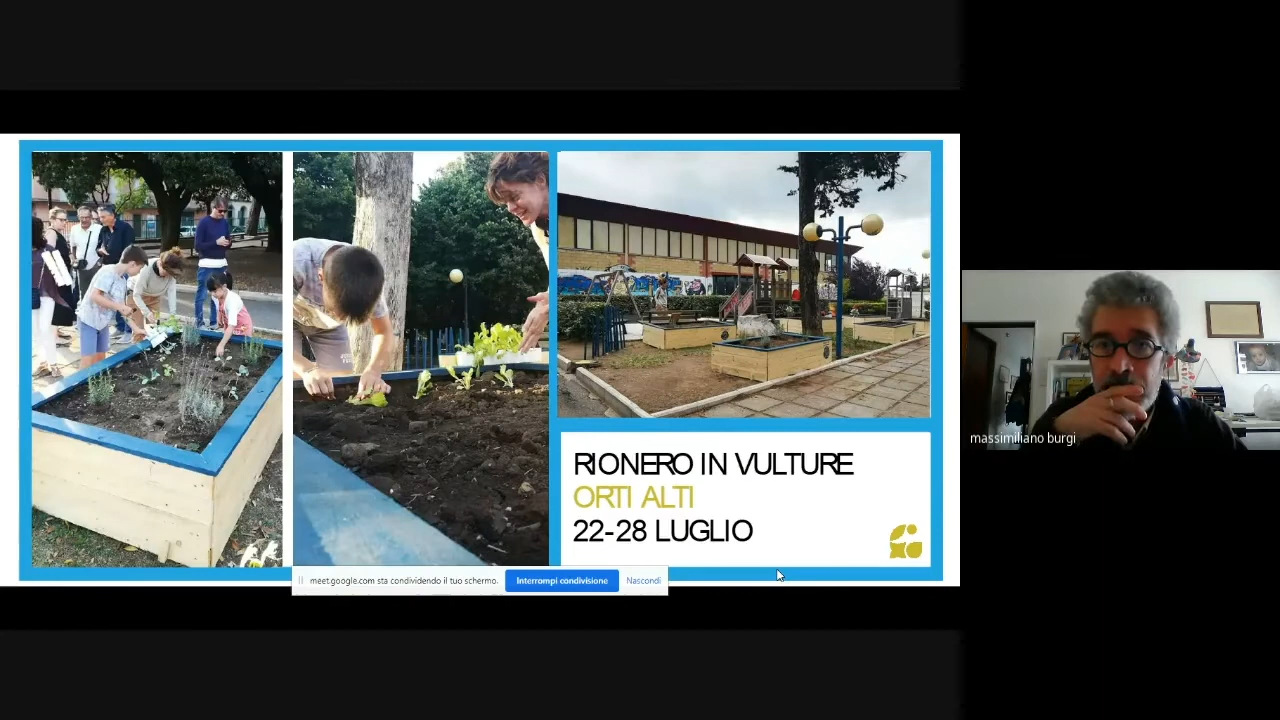 RIONERO IN VULTURE
ORTI ALTI
22-28 LUGLIO
meet.google.com sta condividendo il tuo schermo.
Interrompi condivisione
Nascondi
massimiliano burgi